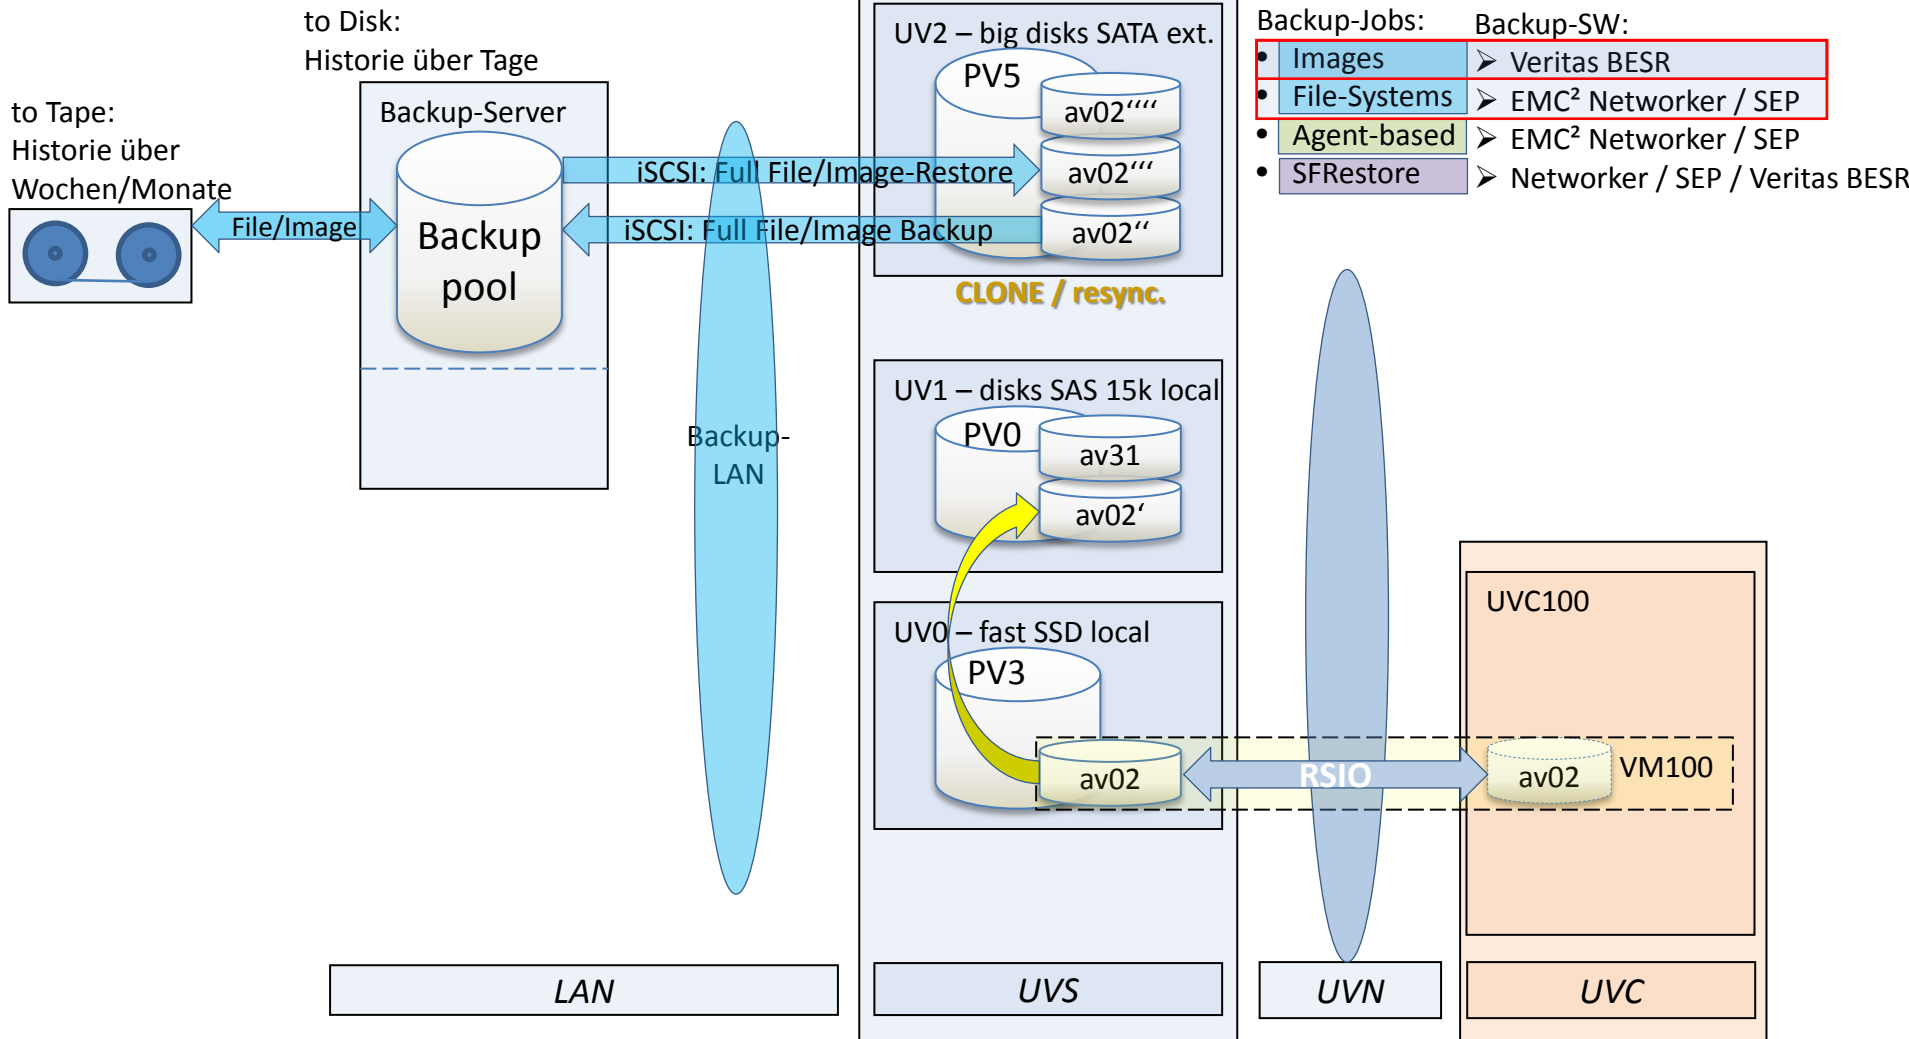 to Disk:
Historie über Tage
to Tape:
Historie über
Wochen/Monate
File/Image
Backup-Server
Backup
pool
iSCSI: Full File/Image-Restore
iSCSI: Full File/Image Backup
Backup-
LAN
UV2 – big disks SATA ext.
PV5
av02‘‘‘‘
av02‘‘‘
av02‘‘
CLONE / resync.
UV1 – disks SAS 15k local
PV0
av31
av02‘
UV0 – fast SSD local
PV3
av02
RSIO
av02
VM100
UVC100
Backup-Jobs:
Backup-SW:
• Images
➢ Veritas BESR
• File-Systems
➢ EMC² Networker / SEP
• Agent-based
➢ EMC² Networker / SEP
• SFRestore
➢ Networker / SEP / Veritas BESR
LAN
UVS
UVN
UVC